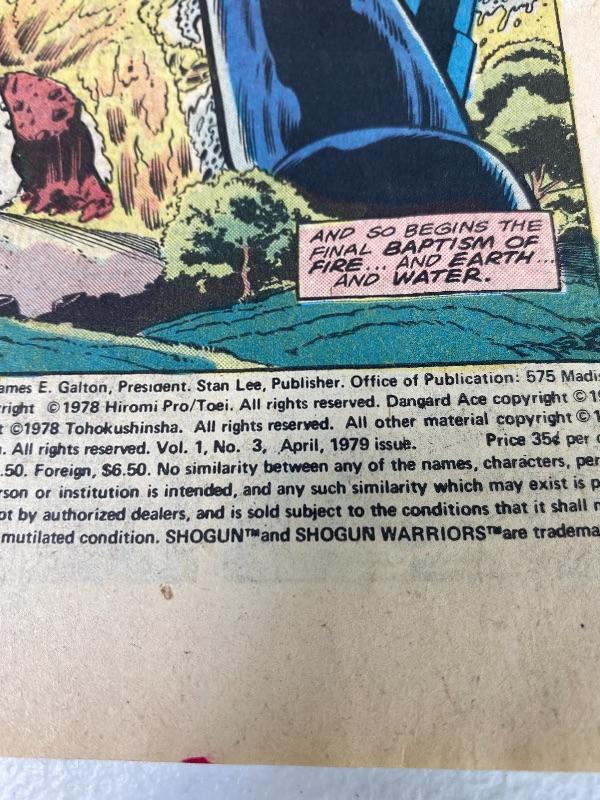 AND SO BEGINS THE
FINAL BAPTISM OF
FIRE... AND EARTH...
AND WATER.
ames E. Galton, President. Stan Lee, Publisher. Office of Publication: 575 Madis
right ©1978 Hiromi Pro/Toei. All rights reserved. Dangard Ace copyright ©19
t ©1978 Tohokushinsha. All rights reserved. All other material copyright ©1
. All rights reserved. Vol. 1, No. 3, April, 1979 issue. Price 35¢ per c
.50. Foreign, $6.50. No similarity between any of the names, characters, per
erson or institution is intended, and any such similarity which may exist is p
pt by authorized dealers, and is sold subject to the conditions that it shall n
mutilated condition. SHOGUN™and SHOGUN WARRIORS™are tradema